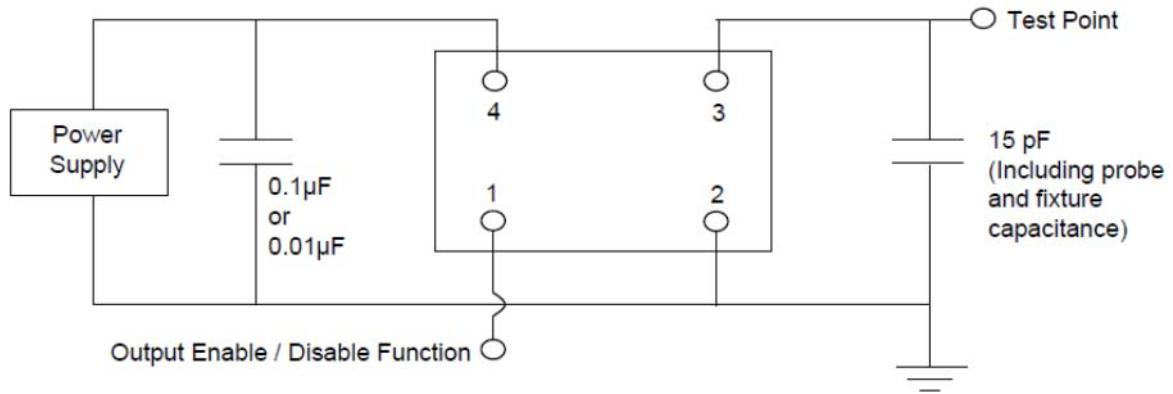 Test Point
4
3
Power
Supply
15 pF
(Including probe
and fixture
capacitance)
0.1µF
or
0.01µF
1
2
Output Enable / Disable Function